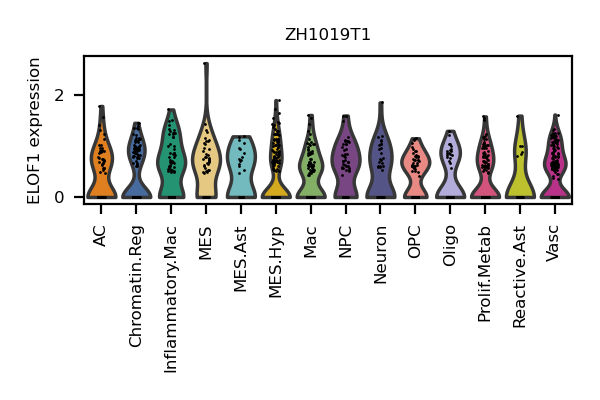 ZH1019T1
ELOF1 expression
2
0
AC
Chromatin.Reg
Inflammatory.Mac
MES
MES.Ast
MES.Hyp
Mac
NPC
Neuron
OPC
Oligo
Prolif.Metab
Reactive.Ast
Vasc